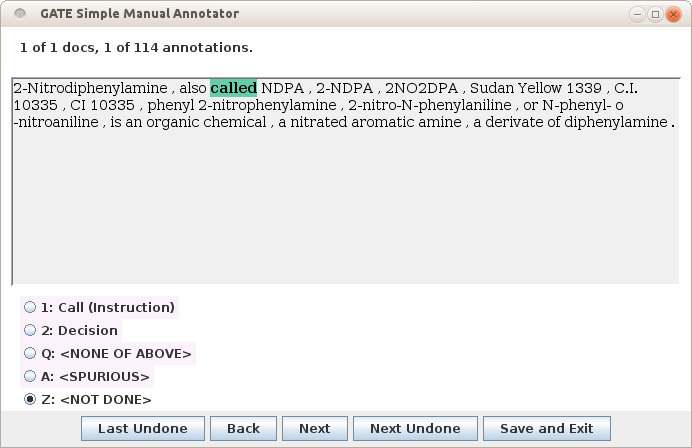 GATE Simple Manual Annotator
1 of 1 docs, 1 of 114 annotations.
2-Nitrodiphenylamine , also called NDPA , 2-NDPA , 2NO2DPA , Sudan Yellow 1339 , C.I.
10335 , CI 10335 , phenyl 2-nitrophenylamine , 2-nitro-N-phenylaniline , or N-phenyl- o
-nitroaniline , is an organic chemical , a nitrated aromatic amine , a derivate of diphenylamine .
1: Call (Instruction)
2: Decision
Q: <NONE OF ABOVE>
A: <SPURIOUS>
Z: <NOT DONE>
Last Undone Back Next Next Undone Save and Exit